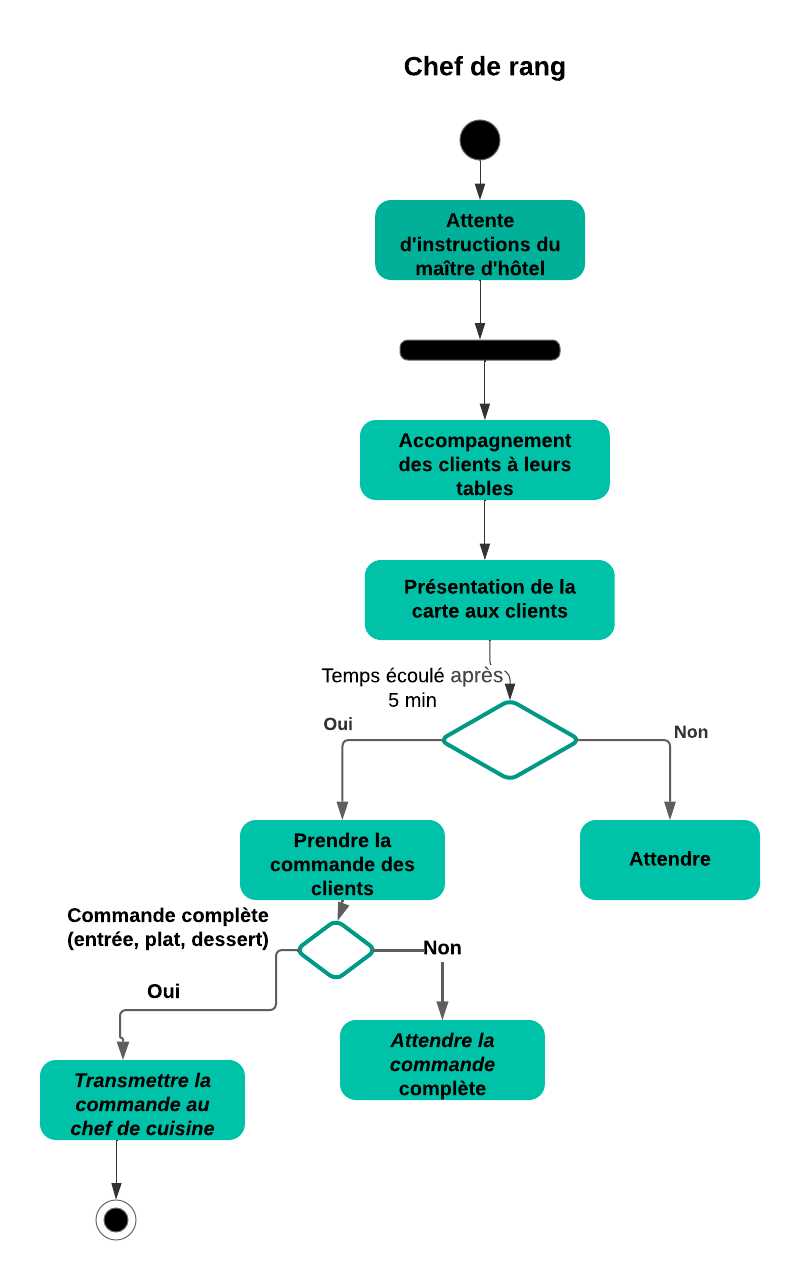 Chef de rang
Attente
d'instructions du
maître d'hôtel
Accompagnement
des clients à leurs
tables
Présentation de la
carte aux clients
Temps écoulé après
5 min
Oui
Non
Prendre la
commande des
clients
Attendre
Commande complète
(entrée, plat, dessert)
Non
Oui
Attendre la
commande
complète
Transmettre la
commande au
chef de cuisine